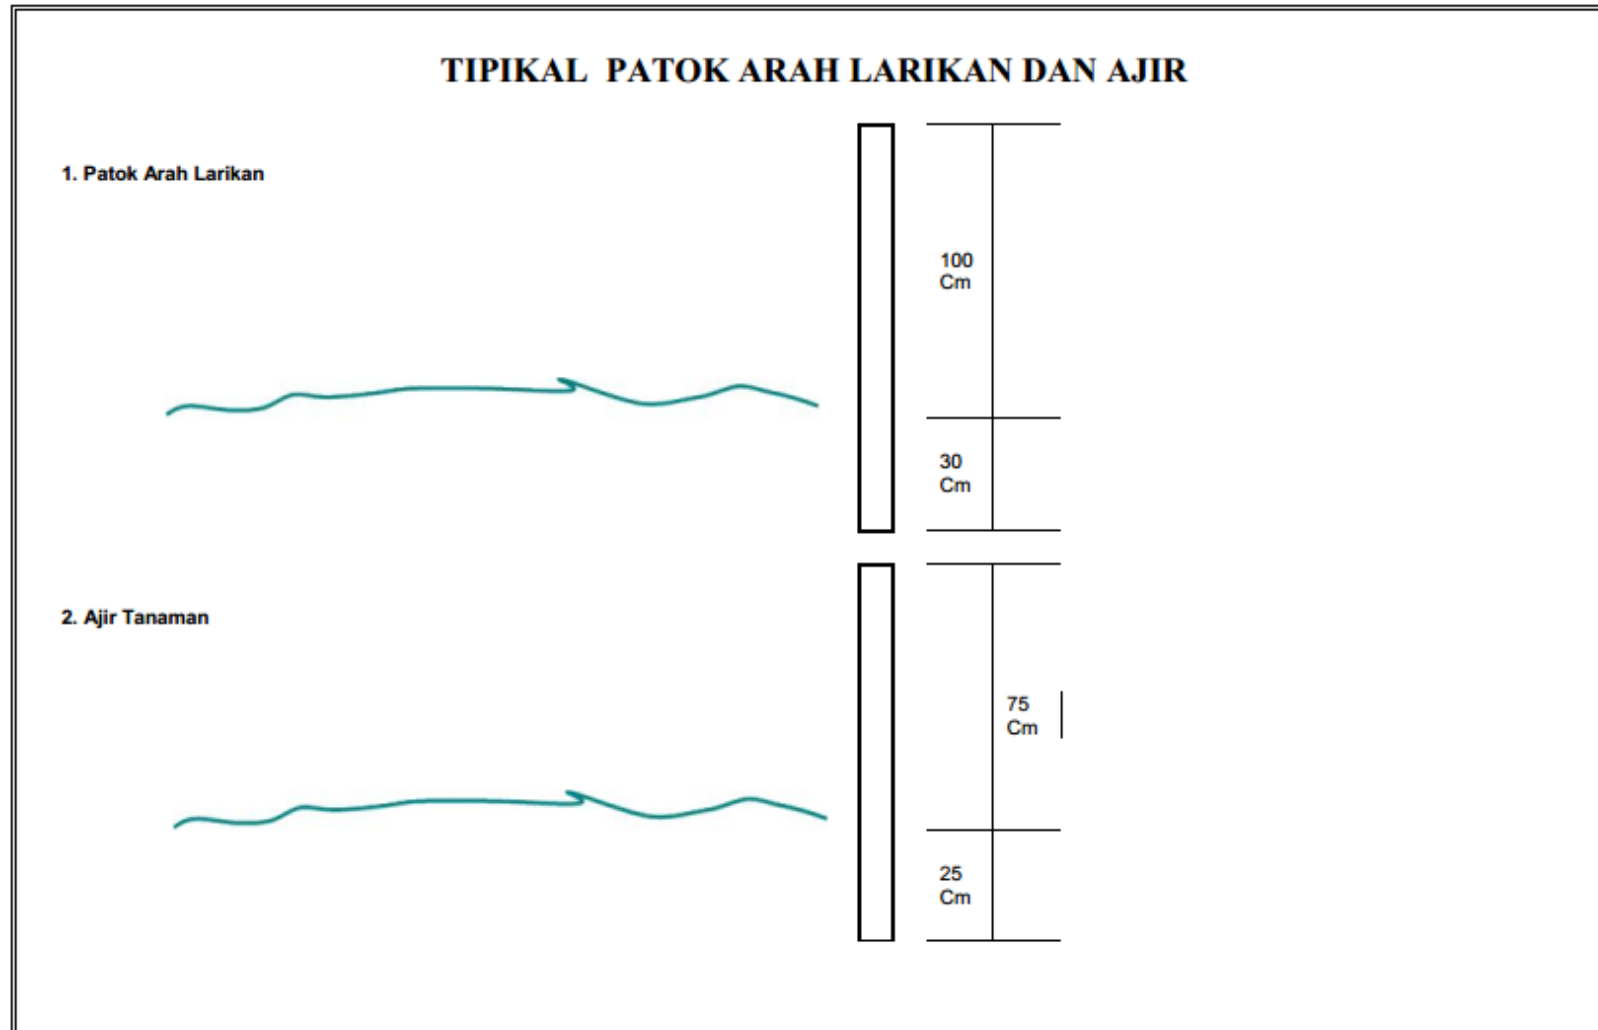 TIPIKAL PATOK ARAH LARIKAN DAN AJIR
1. Patok Arah Larikan
100
Cm
30
Cm
2. Ajir Tanaman
75
Cm
25
Cm